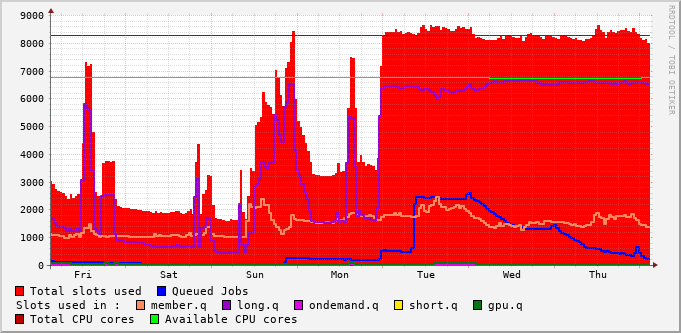 9000
8000
7000
6000
5000
4000
3000
2000
1000
0
Fri Sat Sun Mon Tue Wed Thu
RRDTOOL / TOBI OETIKER
Total slots used Queued Jobs
Slots used in : member.q long.q ondemand.q short.q gpu.q
Total CPU cores Available CPU cores